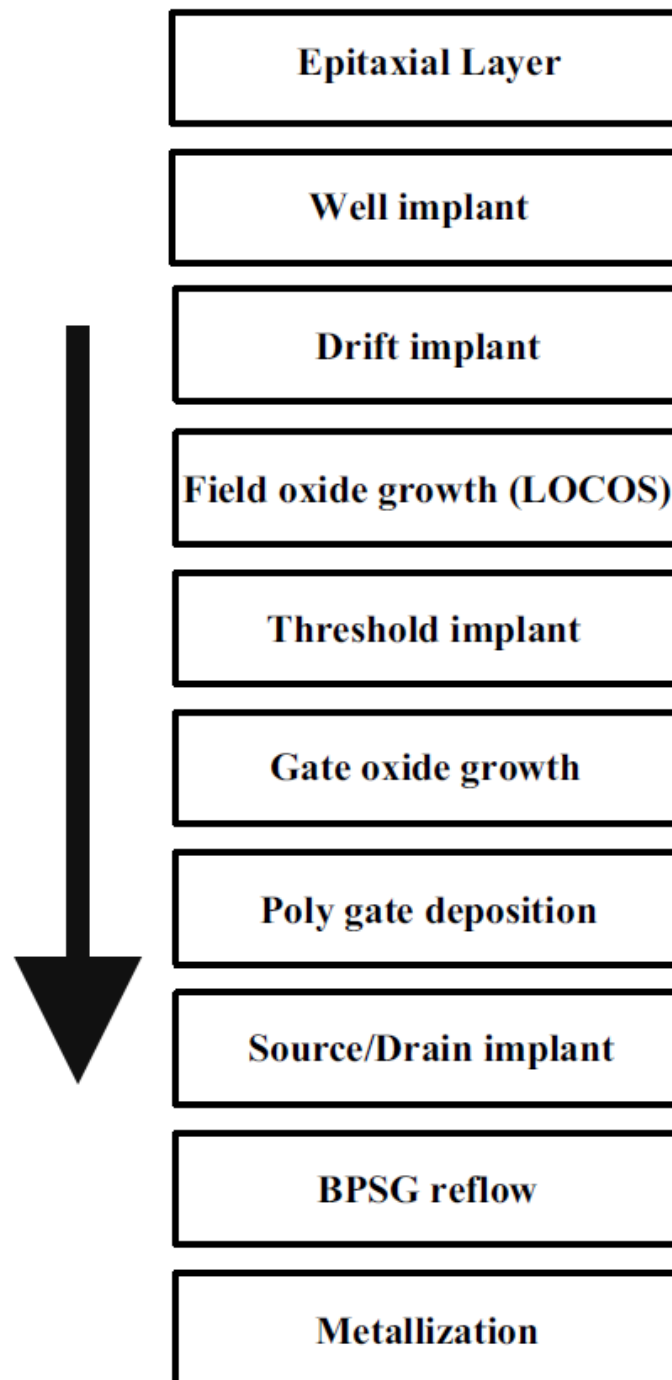 Epitaxial Layer
Well implant
Drift implant
Field oxide growth (LOCOS)
Threshold implant
Gate oxide growth
Poly gate deposition
Source/Drain implant
BPSG reflow
Metallization